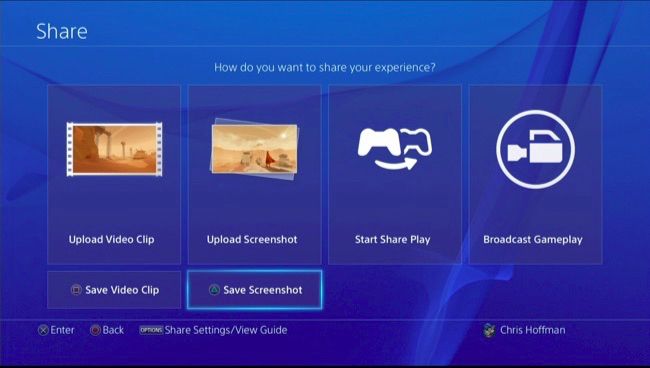 Share
How do you want to share your experience?
Upload Video Clip
Upload Screenshot
Start Share Play
Broadcast Gameplay
Save Video Clip
Save Screenshot
Enter Back OPTIONS Share Settings/View Guide Chris Hoffman